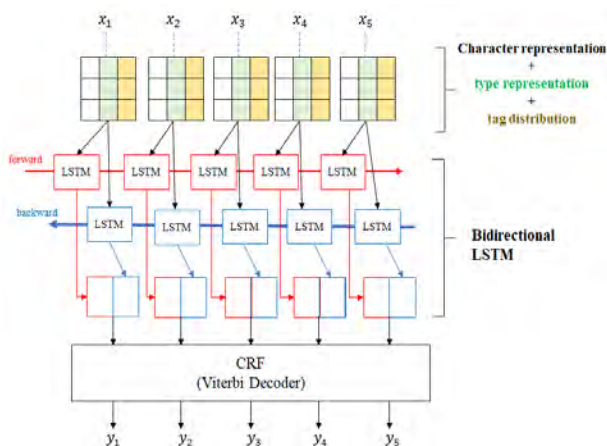 x₁ x₂ x₃ x₄ x₅
Character representation
+
type representation
+
tag distribution
forward
LSTM LSTM LSTM LSTM LSTM
backward
LSTM LSTM LSTM LSTM LSTM
Bidirectional
LSTM
CRF
(Viterbi Decoder)
y₁ y₂ y₃ y₄ y₅